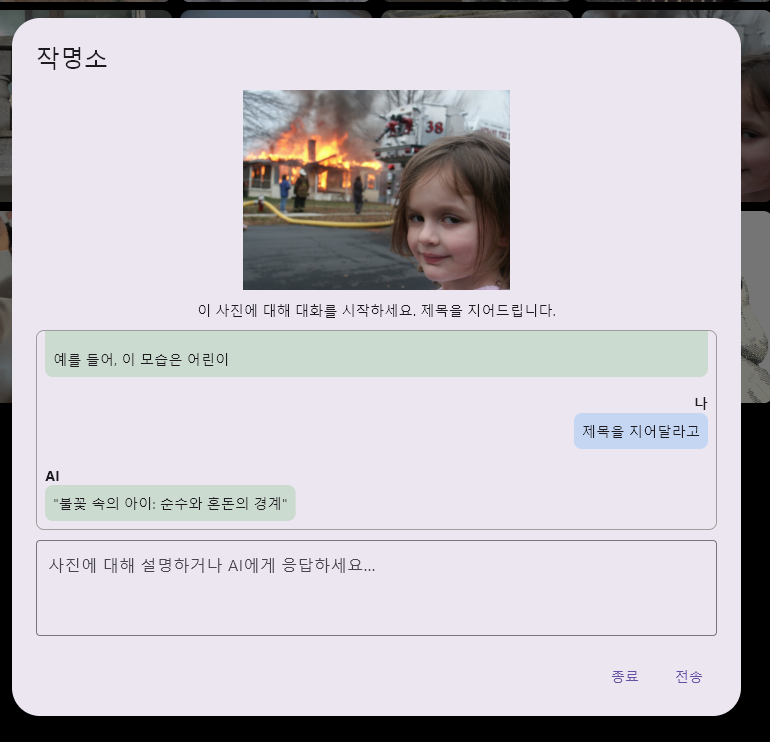 작명소
38
이 사진에 대해 대화를 시작하세요. 제목을 지어드립니다.
예를 들어, 이 모습은 어린이
나
제목을 지어달라고
AI
"불꽃 속의 아이: 순수와 혼돈의 경계"
사진에 대해 설명하거나 AI에게 응답하세요...
종료
전송